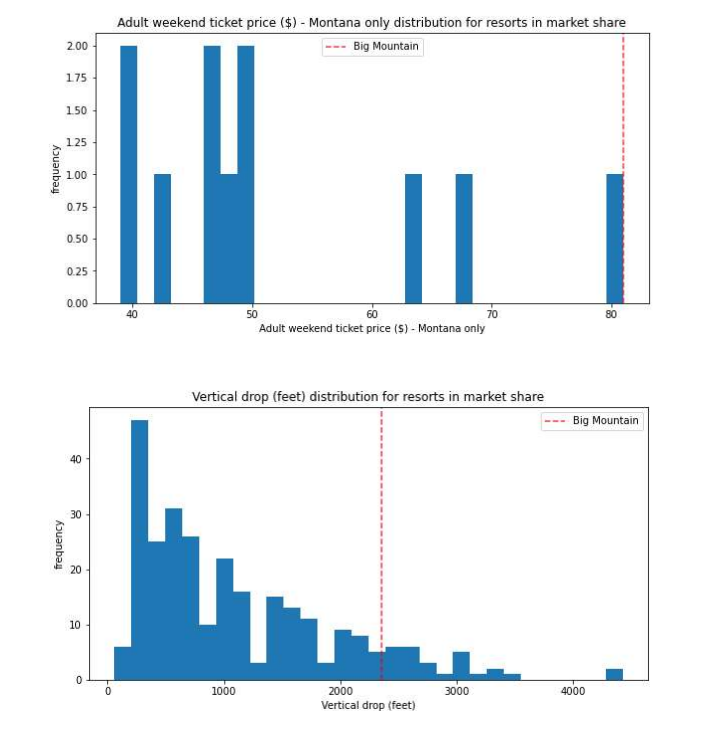 Adult weekend ticket price ($) - Montana only distribution for resorts in market share
Big Mountain
2.00
1.75
1.50
1.25
1.00
0.75
0.50
0.25
0.00
frequency
40 50 60 70 80
Adult weekend ticket price ($) - Montana only
Vertical drop (feet) distribution for resorts in market share
Big Mountain
40
30
20
10
0
frequency
0 1000 2000 3000 4000
Vertical drop (feet)